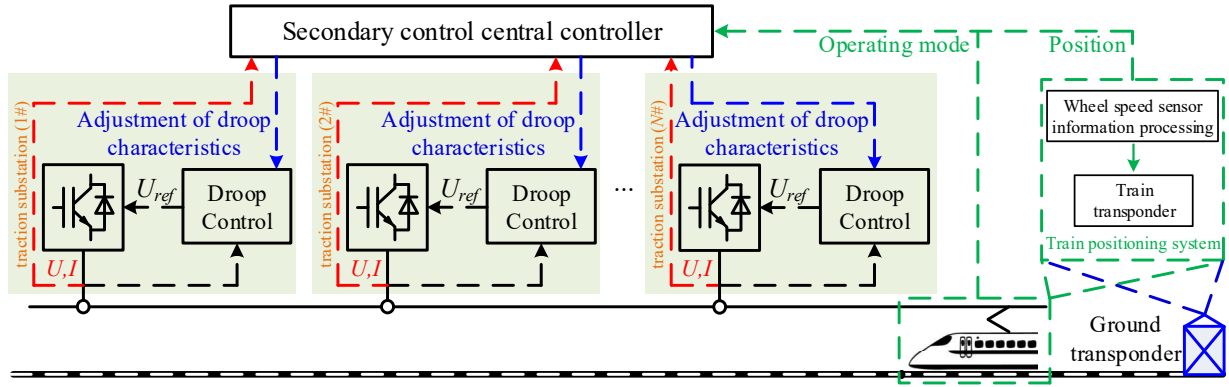 Secondary control central controller
Operating mode
Position
traction substation (1#)
Adjustment of droop
characteristics
Uref
Droop
Control
U,I
traction substation (2#)
Adjustment of droop
characteristics
Uref
Droop
Control
U,I
...
traction substation (N#)
Adjustment of droop
characteristics
Uref
Droop
Control
U,I
Wheel speed sensor
information processing
Train
transponder
Train positioning system
Ground
transponder